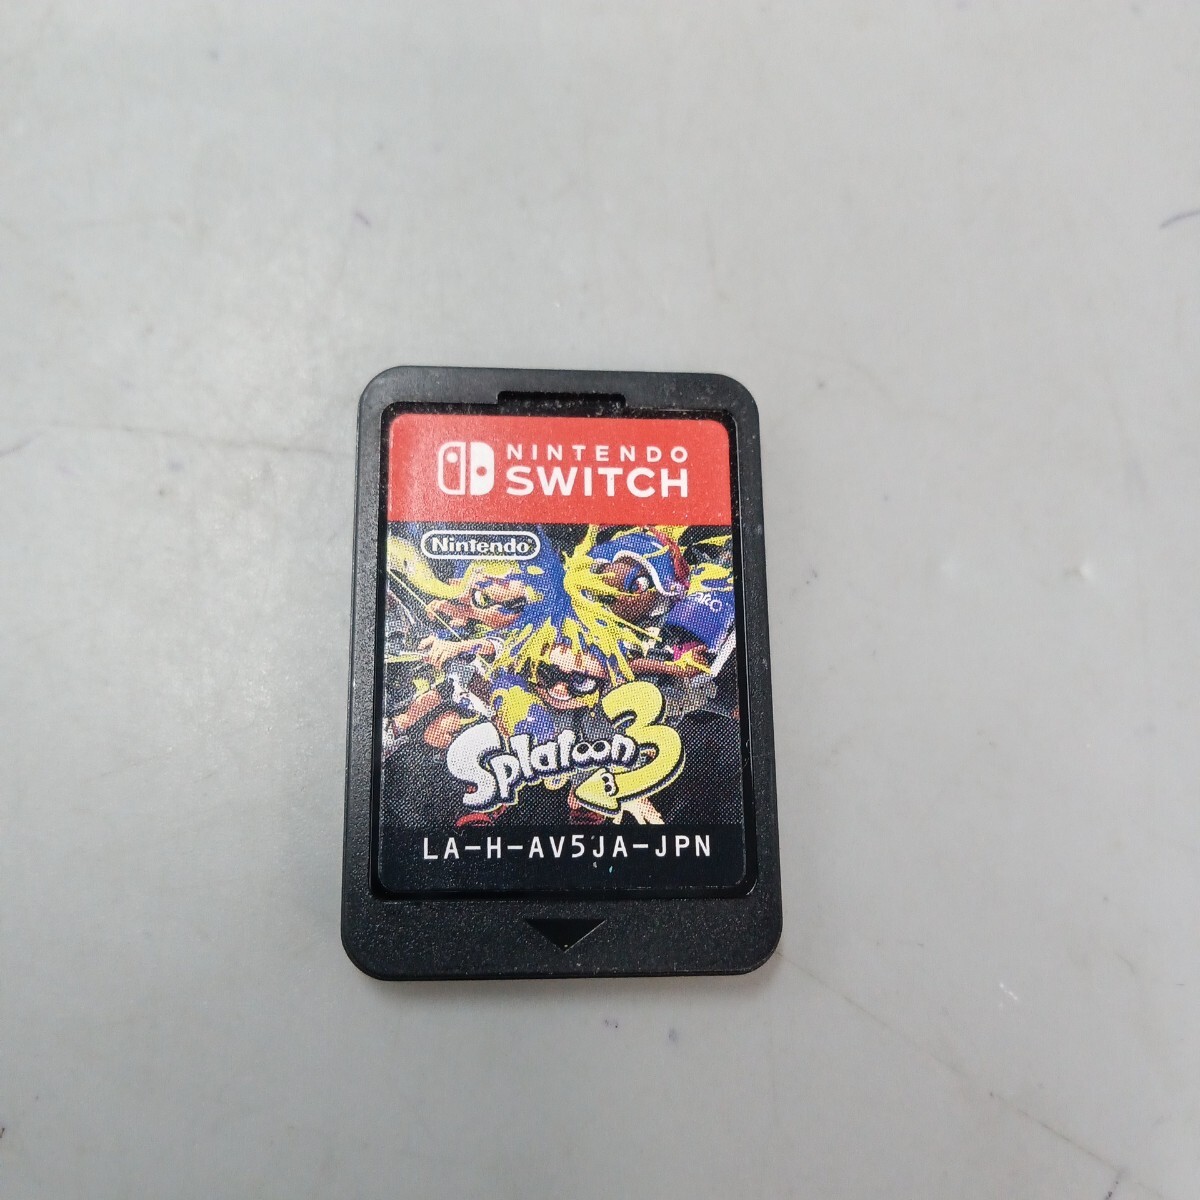 NINTENDO
SWITCH
Nintendo
Splatoon 3
LA-H-AV5JA-JPN